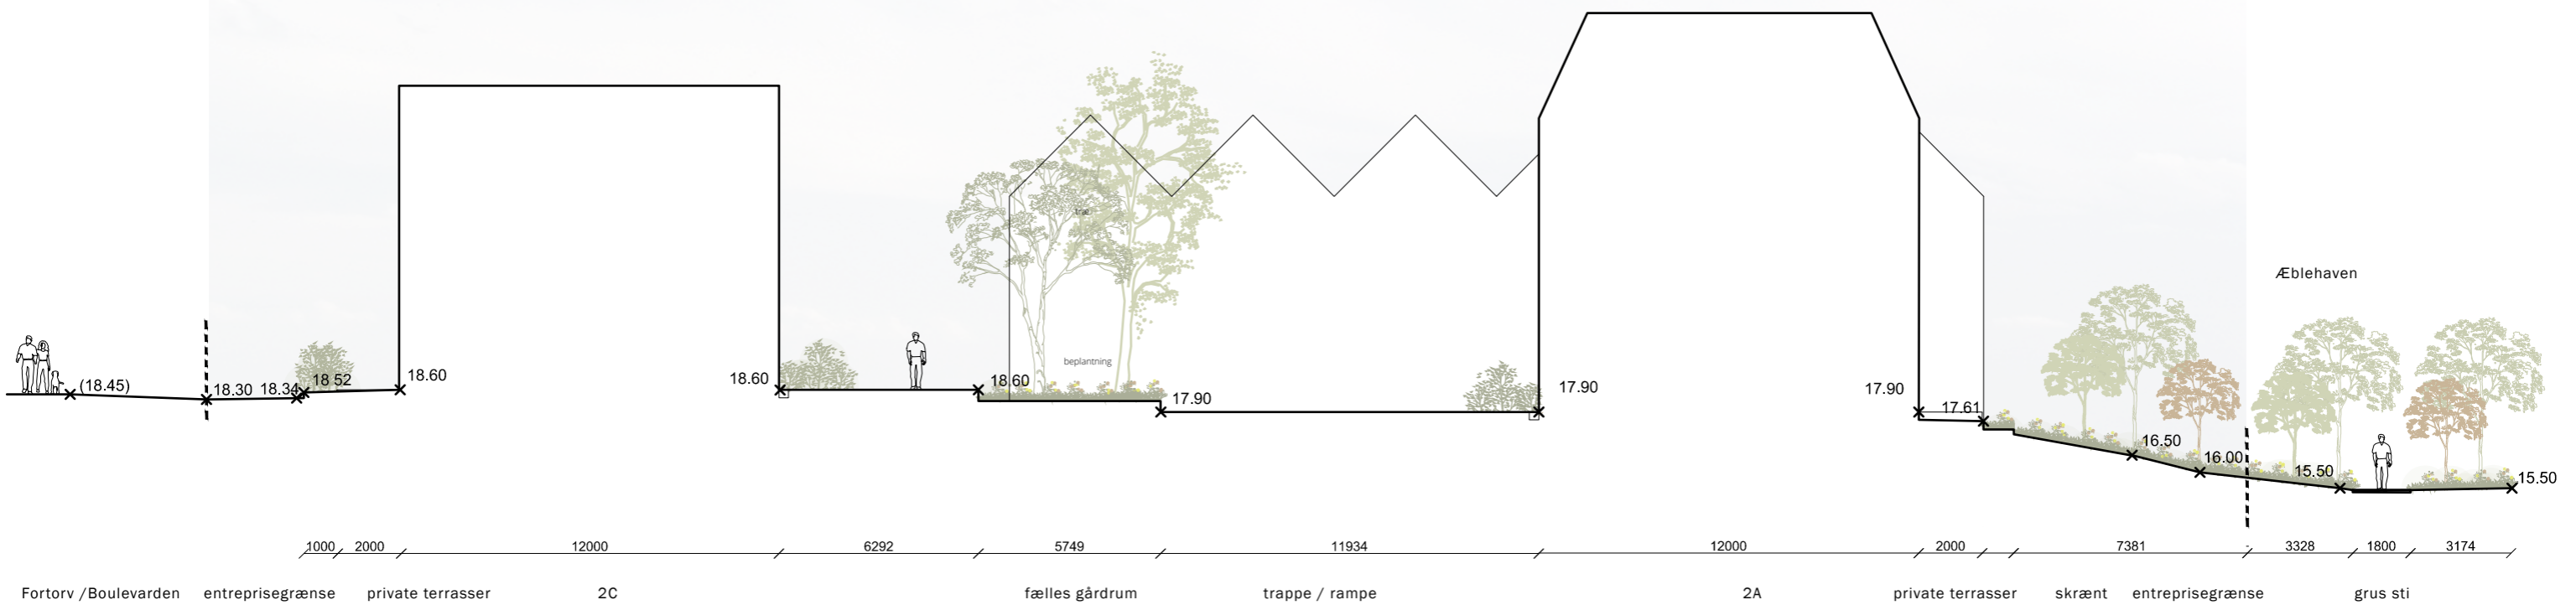 træ
Æblehaven
beplantning
(18.45)
18.30
18.34
18 52
18.60
18.60
18.60
17.90
17.90
17.90
17.61
16.50
16.00
15.50
15.50
1000
2000
12000
6292
5749
11934
12000
2000
7381
3328
1800
3174
Fortorv /Boulevarden
entreprisegrænse
private terrasser
2C
fælles gårdrum
trappe / rampe
2A
private terrasser
skrænt
entreprisegrænse
grus sti